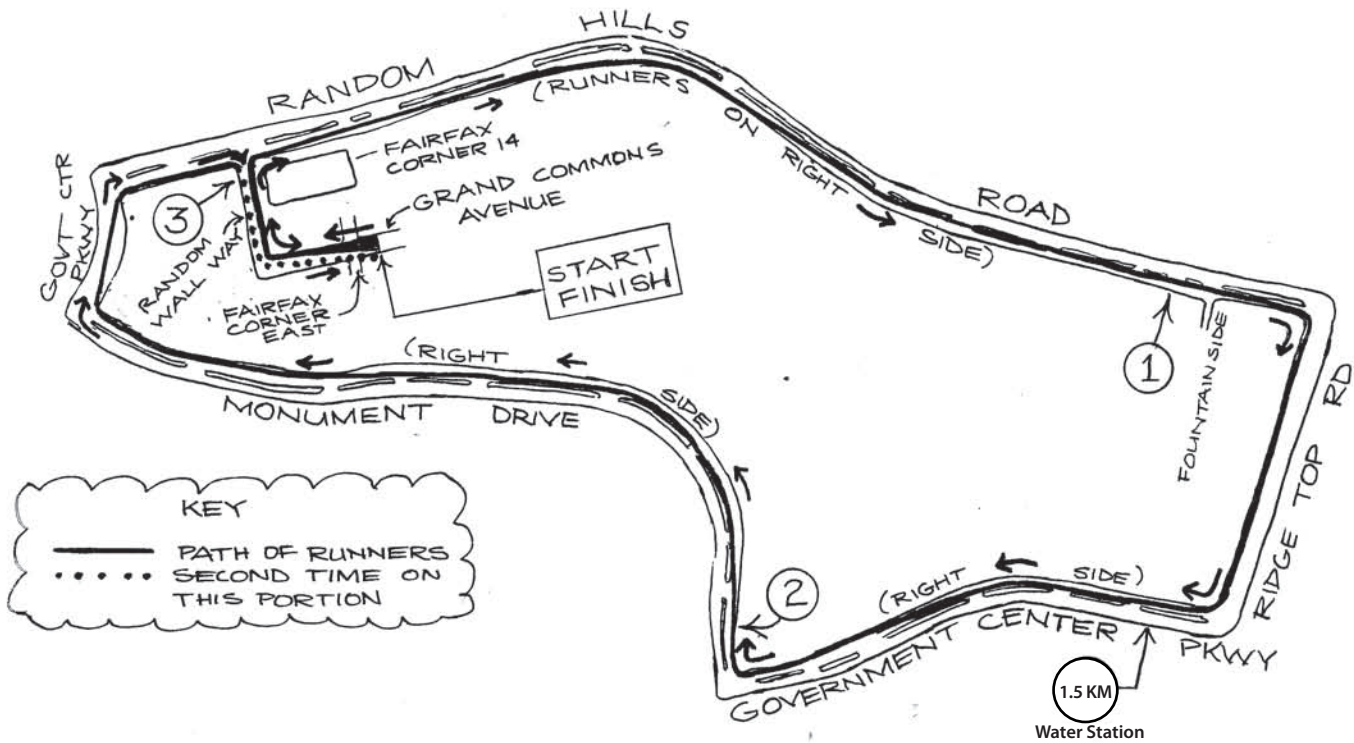 HILLS
RANDOM
(RUNNERS
ON
RIGHT
SIDE)
ROAD
FAIRFAX
CORNER 14
GRAND COMMONS
AVENUE
GOVT CTR
PKWY
3
RANDOM
WALL WAY
START
FINISH
FAIRFAX
CORNER
EAST
1
FOUNTAIN SIDE
RIDGE TOP RD
(RIGHT
SIDE)
MONUMENT DRIVE
KEY
PATH OF RUNNERS
SECOND TIME ON
THIS PORTION
2
(RIGHT
SIDE)
GOVERNMENT CENTER PKWY
1.5 KM
Water Station